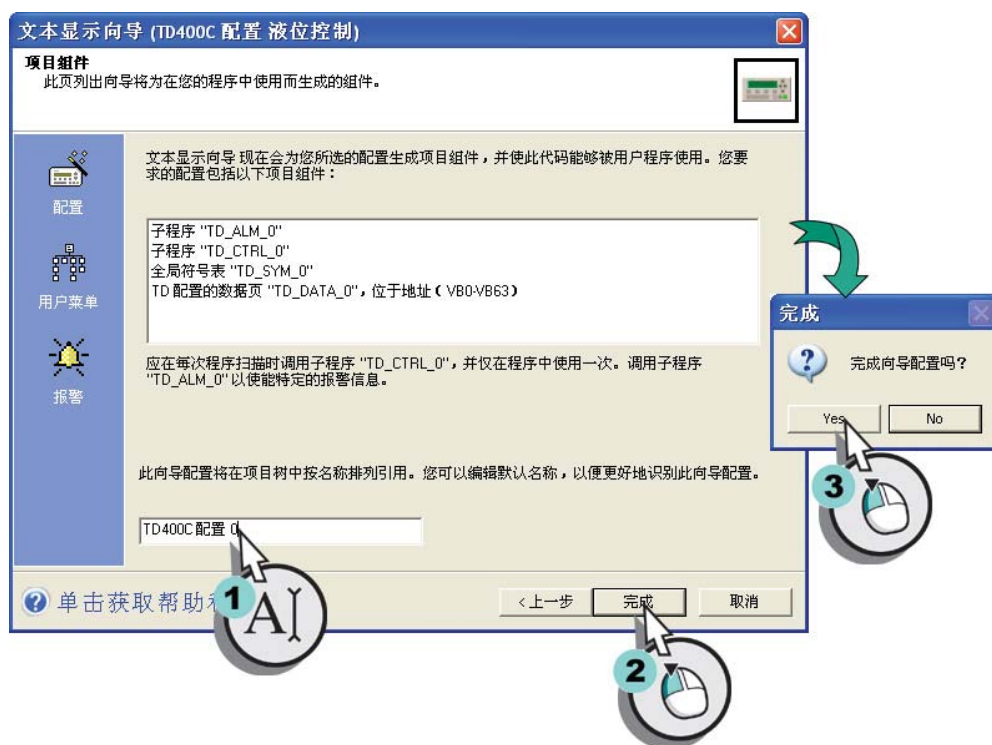 文本显示向导 (TD400C 配置 液位控制)
项目组件
此页列出向导将为在您的程序中使用而生成的组件。
配置
用户菜单
报警
文本显示向导 现在会为您所选的配置生成项目组件，并使此代码能够被用户程序使用。您要
求的配置包括以下项目组件：
子程序 "TD_ALM_0"
子程序 "TD_CTRL_0"
全局符号表 "TD_SYM_0"
TD 配置的数据页 "TD_DATA_0"，位于地址（ VB0-VB63）
应在每次程序扫描时调用子程序 "TD_CTRL_0"，并仅在程序中使用一次。调用子程序
"TD_ALM_0" 以使能特定的报警信息。
此向导配置将在项目树中按名称排列引用。您可以编辑默认名称，以便更好地识别此向导配置。
TD400C 配置 0
1
AI
单击获取帮助
<上一步
完成
取消
2
完成
完成向导配置吗?
Yes
No
3